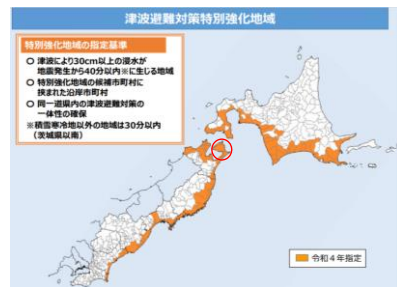 津波避難対策特別強化地域
特別強化地域の指定基準
○ 津波により30cm以上の浸水が
地震発生から40分以内※に生じる地域
○ 特別強化地域の候補市町村に
挟まれた沿岸市町村
○ 同一道県内の津波避難対策の
一体性の確保
※積雪寒冷地以外の地域は30分以内
(茨城県以南)
令和4年指定